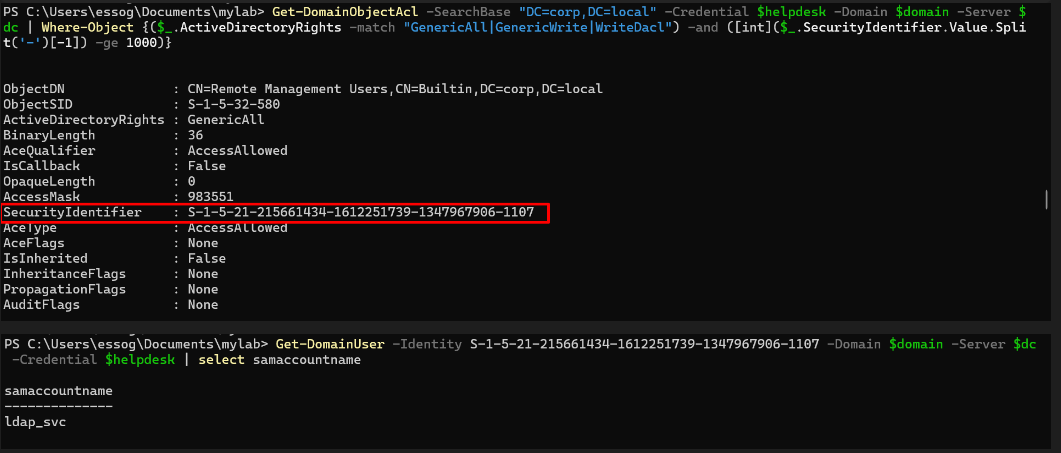 PS C:\Users\essog\Documents\mylab> Get-DomainObjectAcl -SearchBase "DC=corp,DC=local" -Credential $helpdesk -Domain $domain -Server $
dc | Where-Object {($_.ActiveDirectoryRights -match "GenericAll|GenericWrite|WriteDacl") -and ([int]($_.SecurityIdentifier.Value.Spli
t('-')[-1]) -ge 1000)}
ObjectDN : CN=Remote Management Users,CN=Builtin,DC=corp,DC=local
ObjectSID : S-1-5-32-580
ActiveDirectoryRights : GenericAll
BinaryLength : 36
AceQualifier : AccessAllowed
IsCallback : False
OpaqueLength : 0
AccessMask : 983551
SecurityIdentifier : S-1-5-21-215661434-1612251739-1347967906-1107
AceType : AccessAllowed
AceFlags : None
IsInherited : False
InheritanceFlags : None
PropagationFlags : None
AuditFlags : None
PS C:\Users\essog\Documents\mylab> Get-DomainUser -Identity S-1-5-21-215661434-1612251739-1347967906-1107 -Domain $domain -Server $dc
-Credential $helpdesk | select samaccountname
samaccountname
--------------
ldap_svc